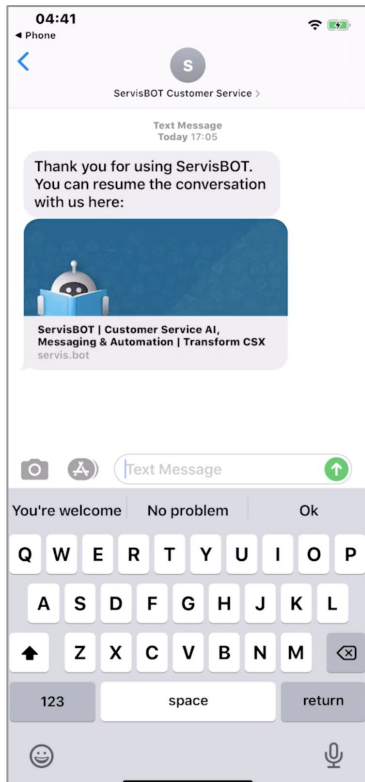 04:41
◀ Phone
S
ServisBOT Customer Service >
Text Message
Today 17:05
Thank you for using ServisBOT.
You can resume the conversation
with us here:
ServisBOT | Customer Service AI,
Messaging & Automation | Transform CSX
servis.bot
Text Message
You're welcome No problem Ok
Q W E R T Y U I O P
A S D F G H J K L
Z X C V B N M
123 space return